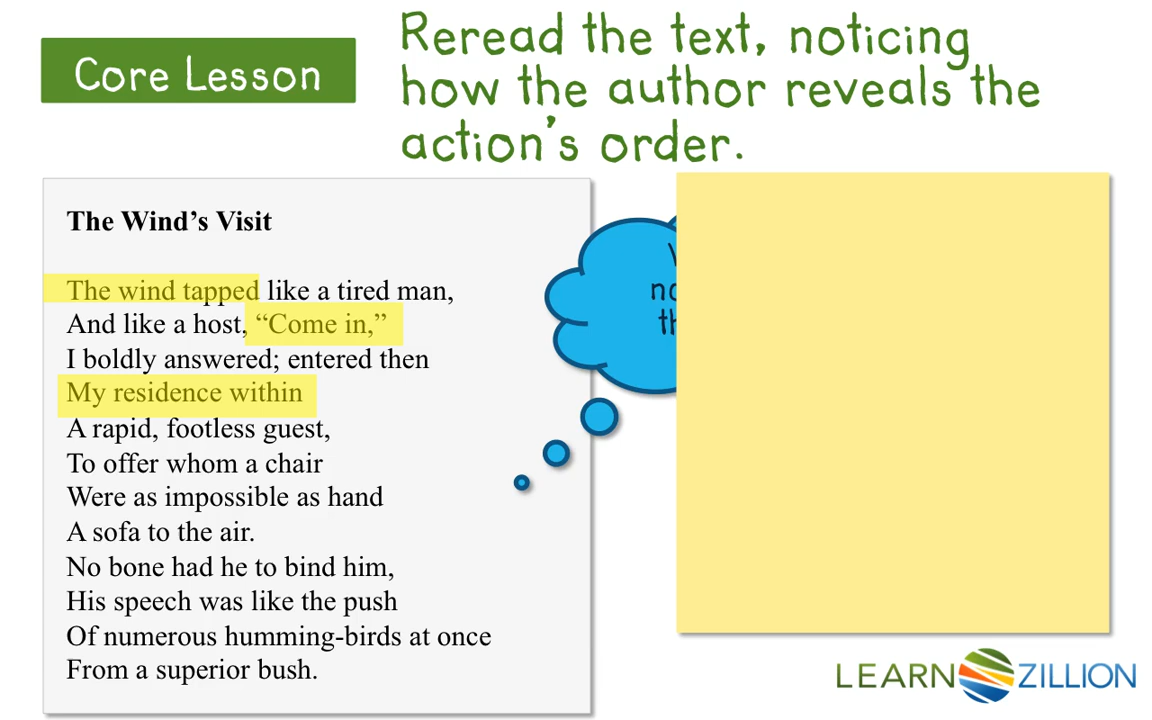 Core Lesson
Reread the text, noticing
how the author reveals the
action's order.
The Wind's Visit
The wind tapped like a tired man,
And like a host, “Come in,”
I boldly answered; entered then
My residence within
A rapid, footless guest,
To offer whom a chair
Were as impossible as hand
A sofa to the air.
No bone had he to bind him,
His speech was like the push
Of numerous humming-birds at once
From a superior bush.
LEARN ZILLION